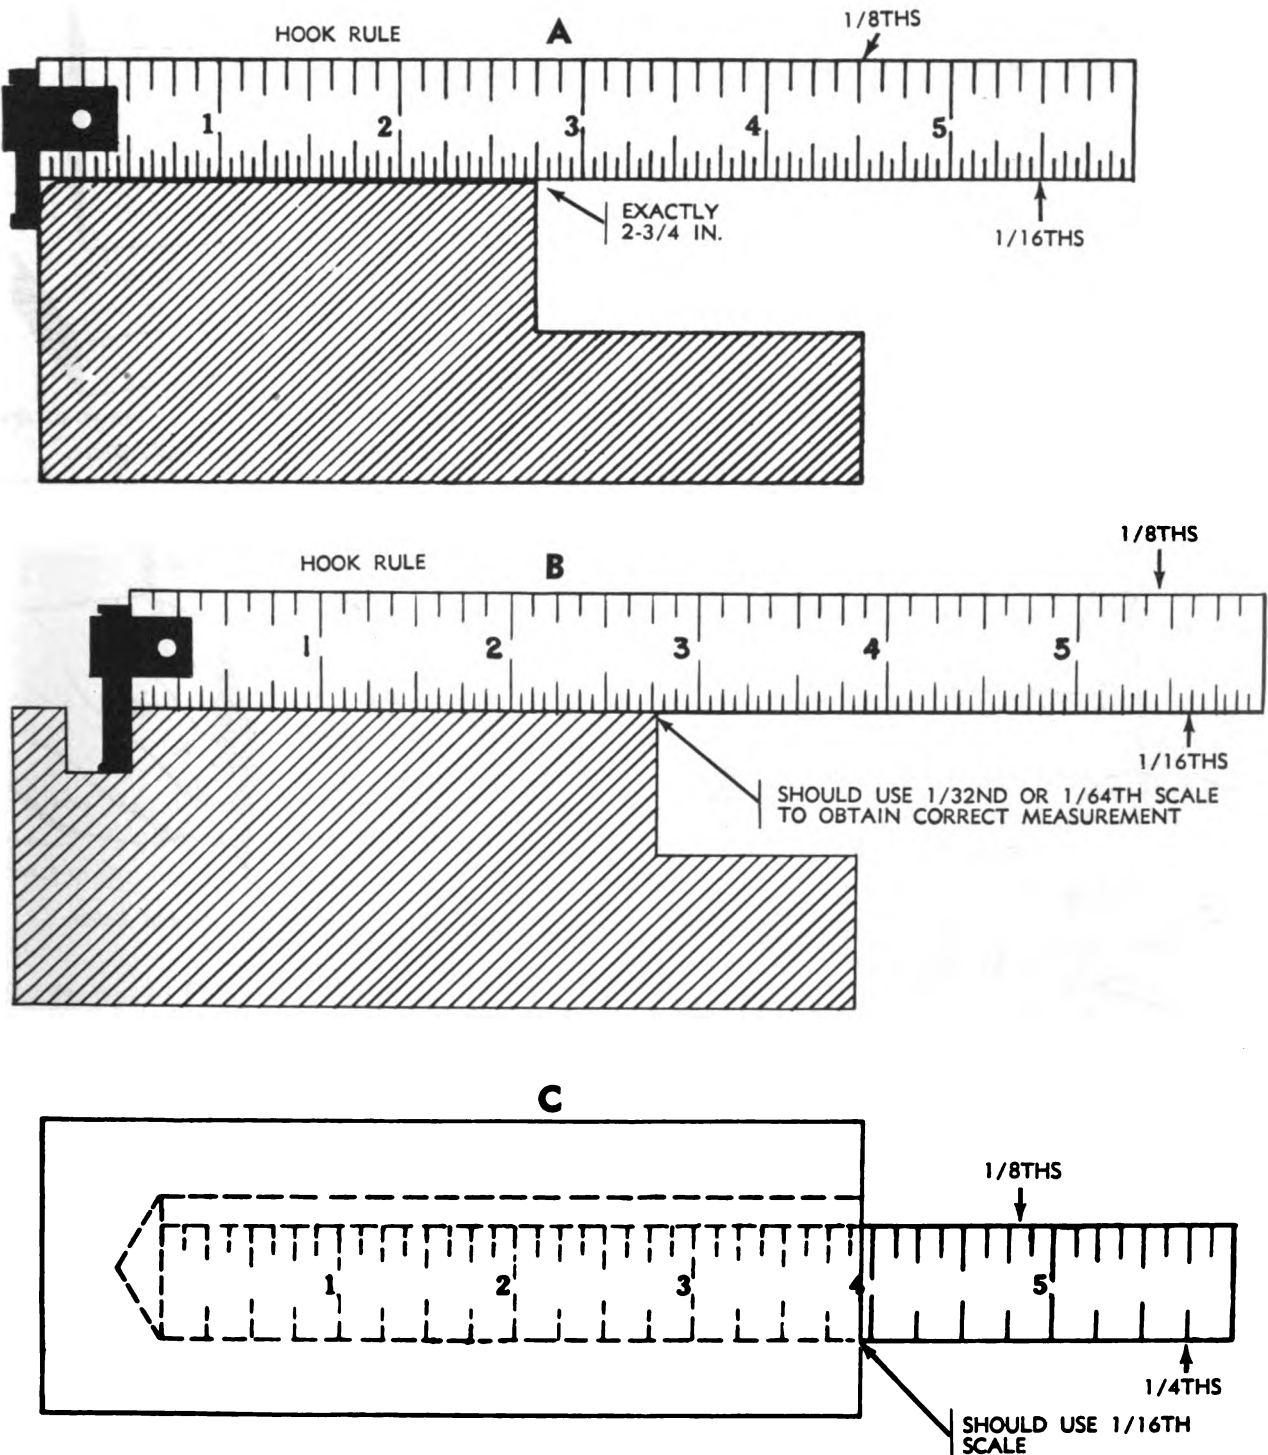 HOOK RULE
A
1/8THS
1 2 3 4 5
EXACTLY
2-3/4 IN.
1/16THS
HOOK RULE
B
1/8THS
1 2 3 4 5
1/16THS
SHOULD USE 1/32ND OR 1/64TH SCALE
TO OBTAIN CORRECT MEASUREMENT
C
1/8THS
1 2 3 4 5
1/4THS
SHOULD USE 1/16TH
SCALE